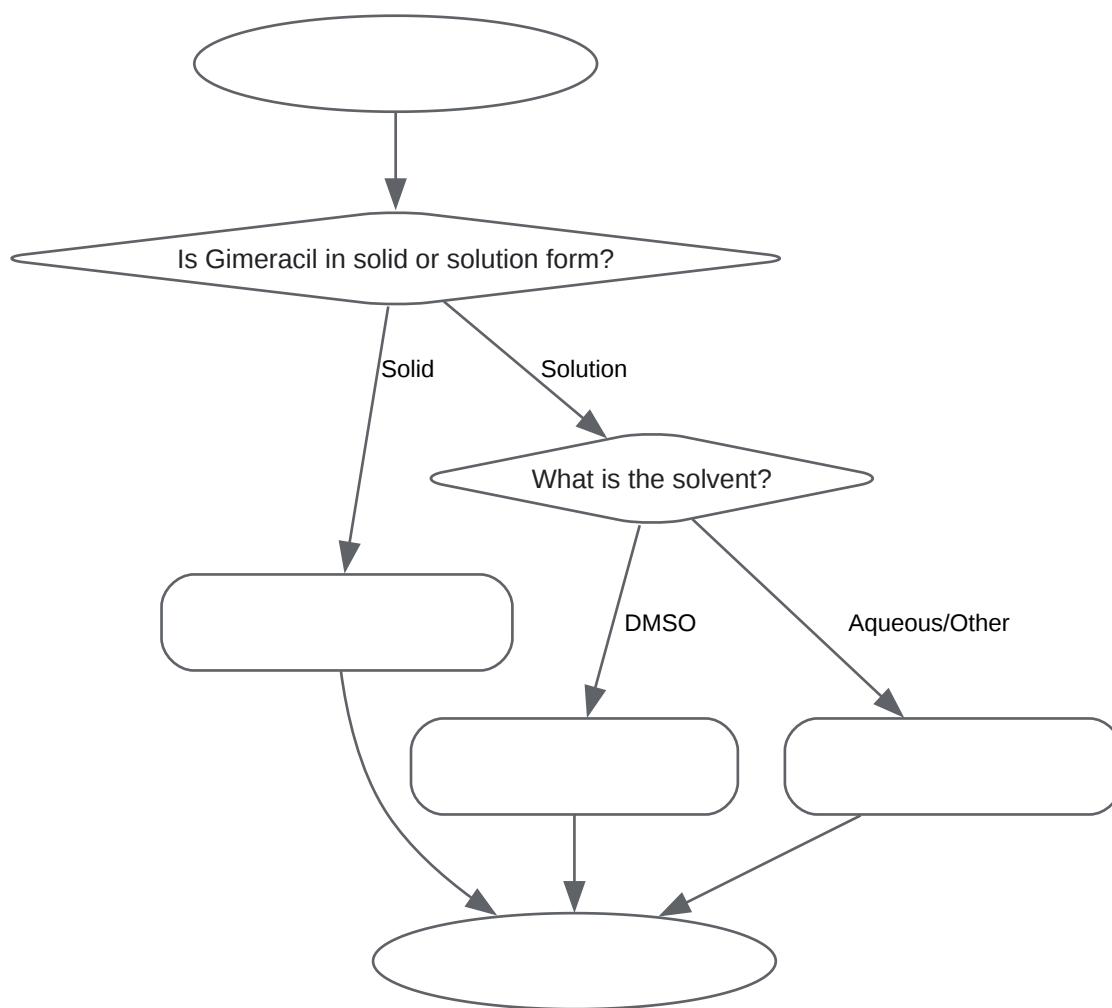 Is Gimeracil in solid or solution form?
Solid
Solution
What is the solvent?
DMSO
Aqueous/Other